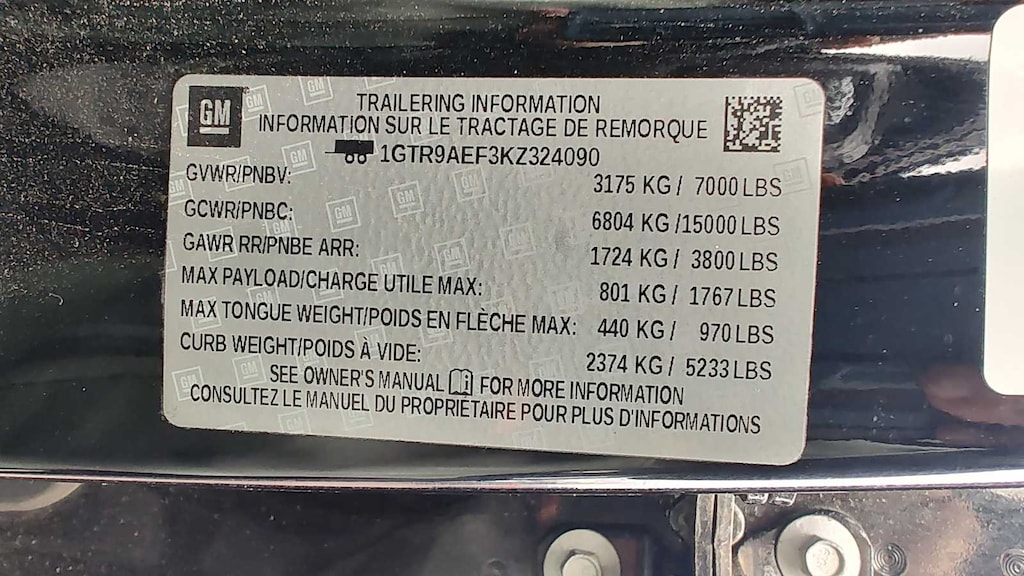 GM
TRAILERING INFORMATION
INFORMATION SUR LE TRACTAGE DE REMORQUE
1GTR9AEF3KZ324090
GVWR/PNBV: 3175 KG / 7000 LBS
GCWR/PNBC: 6804 KG /15000 LBS
GAWR RR/PNBE ARR: 1724 KG / 3800 LBS
MAX PAYLOAD/CHARGE UTILE MAX: 801 KG / 1767 LBS
MAX TONGUE WEIGHT/POIDS EN FLÈCHE MAX: 440 KG / 970 LBS
CURB WEIGHT/POIDS À VIDE: 2374 KG / 5233 LBS
SEE OWNER'S MANUAL FOR MORE INFORMATION
CONSULTEZ LE MANUEL DU PROPRIÉTAIRE POUR PLUS D'INFORMATIONS